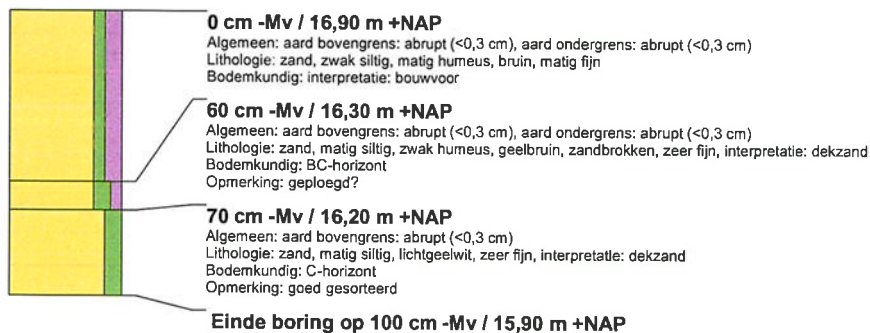 0 cm -Mv / 16,90 m +NAP
Algemeen: aard bovengrens: abrupt (<0,3 cm), aard ondergrens: abrupt (<0,3 cm)
Lithologie: zand, zwak siltig, matig humeus, bruin, matig fijn
Bodemkundig: interpretatie: bouwvoor
60 cm -Mv / 16,30 m +NAP
Algemeen: aard bovengrens: abrupt (<0,3 cm), aard ondergrens: abrupt (<0,3 cm)
Lithologie: zand, matig siltig, zwak humeus, geelbruin, zandbrokken, zeer fijn, interpretatie: dekzand
Bodemkundig: BC-horizont
Opmerking: geploegd?
70 cm -Mv / 16,20 m +NAP
Algemeen: aard bovengrens: abrupt (<0,3 cm)
Lithologie: zand, matig siltig, lichtgeelwit, zeer fijn, interpretatie: dekzand
Bodemkundig: C-horizont
Opmerking: goed gesorteerd
Einde boring op 100 cm -Mv / 15,90 m +NAP